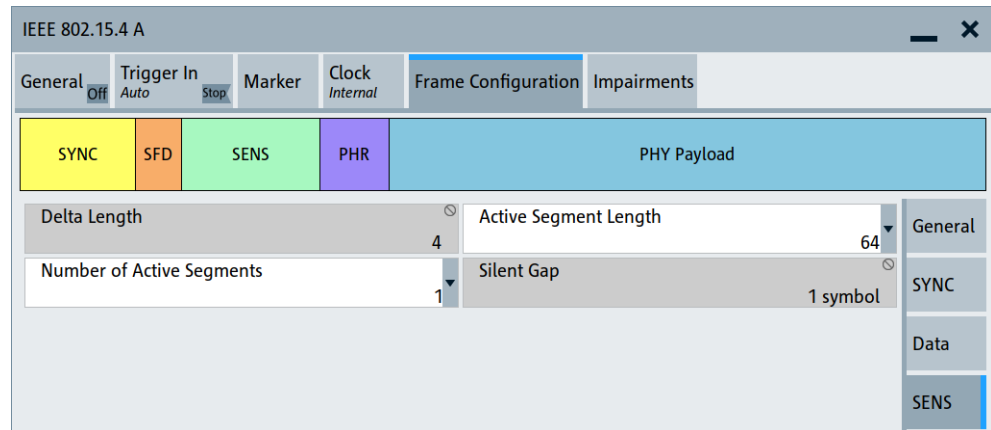 IEEE 802.15.4 A
General Off
Trigger In
Auto Stop
Marker
Clock
Internal
Frame Configuration
Impairments
SYNC SFD SENS PHR PHY Payload
Delta Length
4
Active Segment Length
64
Number of Active Segments
1
Silent Gap
1 symbol
General
SYNC
Data
SENS